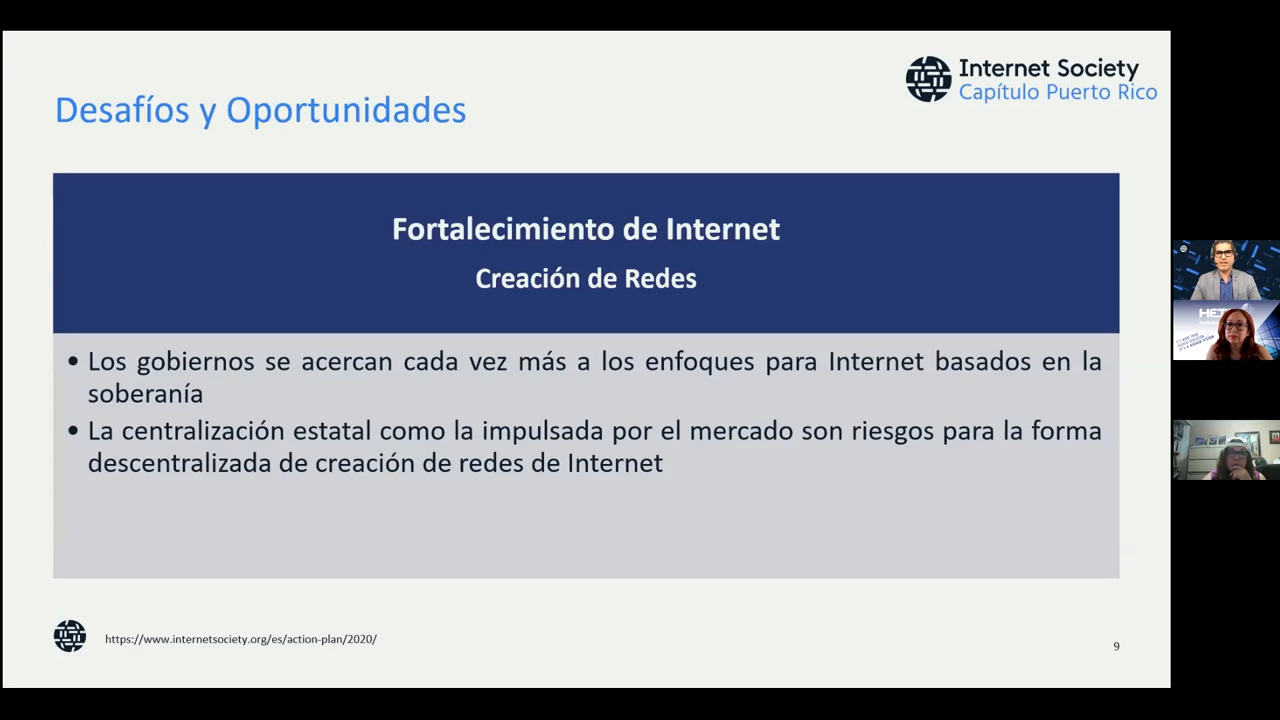 Internet Society
Capítulo Puerto Rico
Desafíos y Oportunidades
Fortalecimiento de Internet
Creación de Redes
• Los gobiernos se acercan cada vez más a los enfoques para Internet basados en la
soberanía
• La centralización estatal como la impulsada por el mercado son riesgos para la forma
descentralizada de creación de redes de Internet
https://www.internetsociety.org/es/action-plan/2020/
9